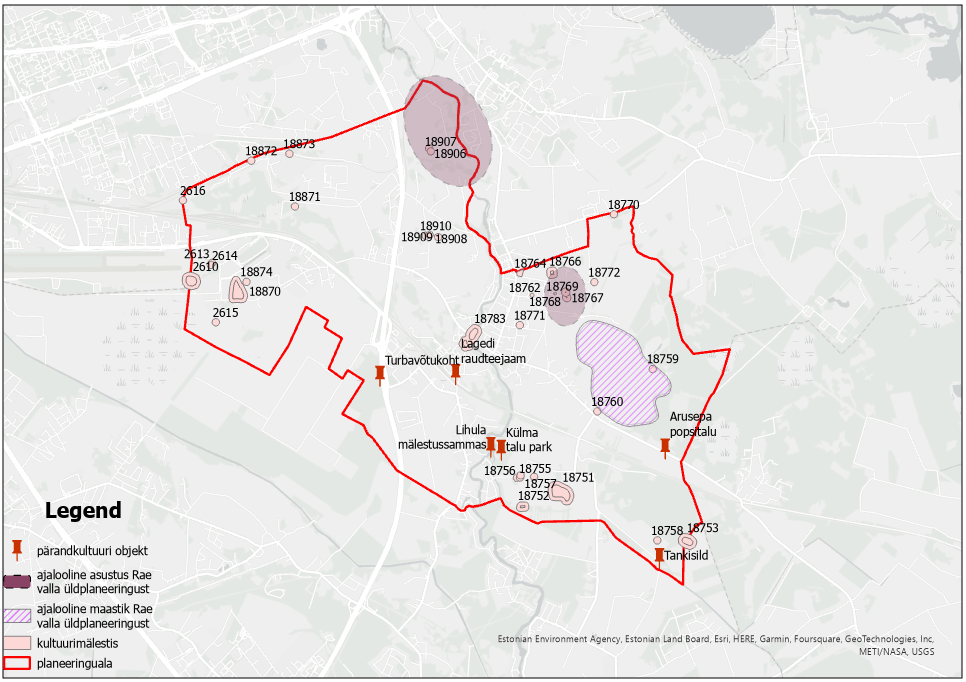 18907
18906
18872
18873
2616
18871
18770
18910
18909
18908
2613
2614
2610
18874
18870
2615
18764
18766
18772
18762
18769
18768
18767
18771
18783
Lagedi
raudteejaam
Turbavõtukoht
18759
18760
Arusepa
popsitalu
Lihula
mälestussammas
Külma
talu park
18756
18755
18757
18751
18752
18758
18753
Tankisild
Legend
pärandkultuuri objekt
ajalooline asustus Rae
valla üldplaneeringust
ajalooline maastik Rae
valla üldplaneeringust
kultuurimälestis
planeeringuala
Estonian Environment Agency, Estonian Land Board, Esri, HERE, Garmin, Foursquare, GeoTechnologies, Inc,
METI/NASA, USGS